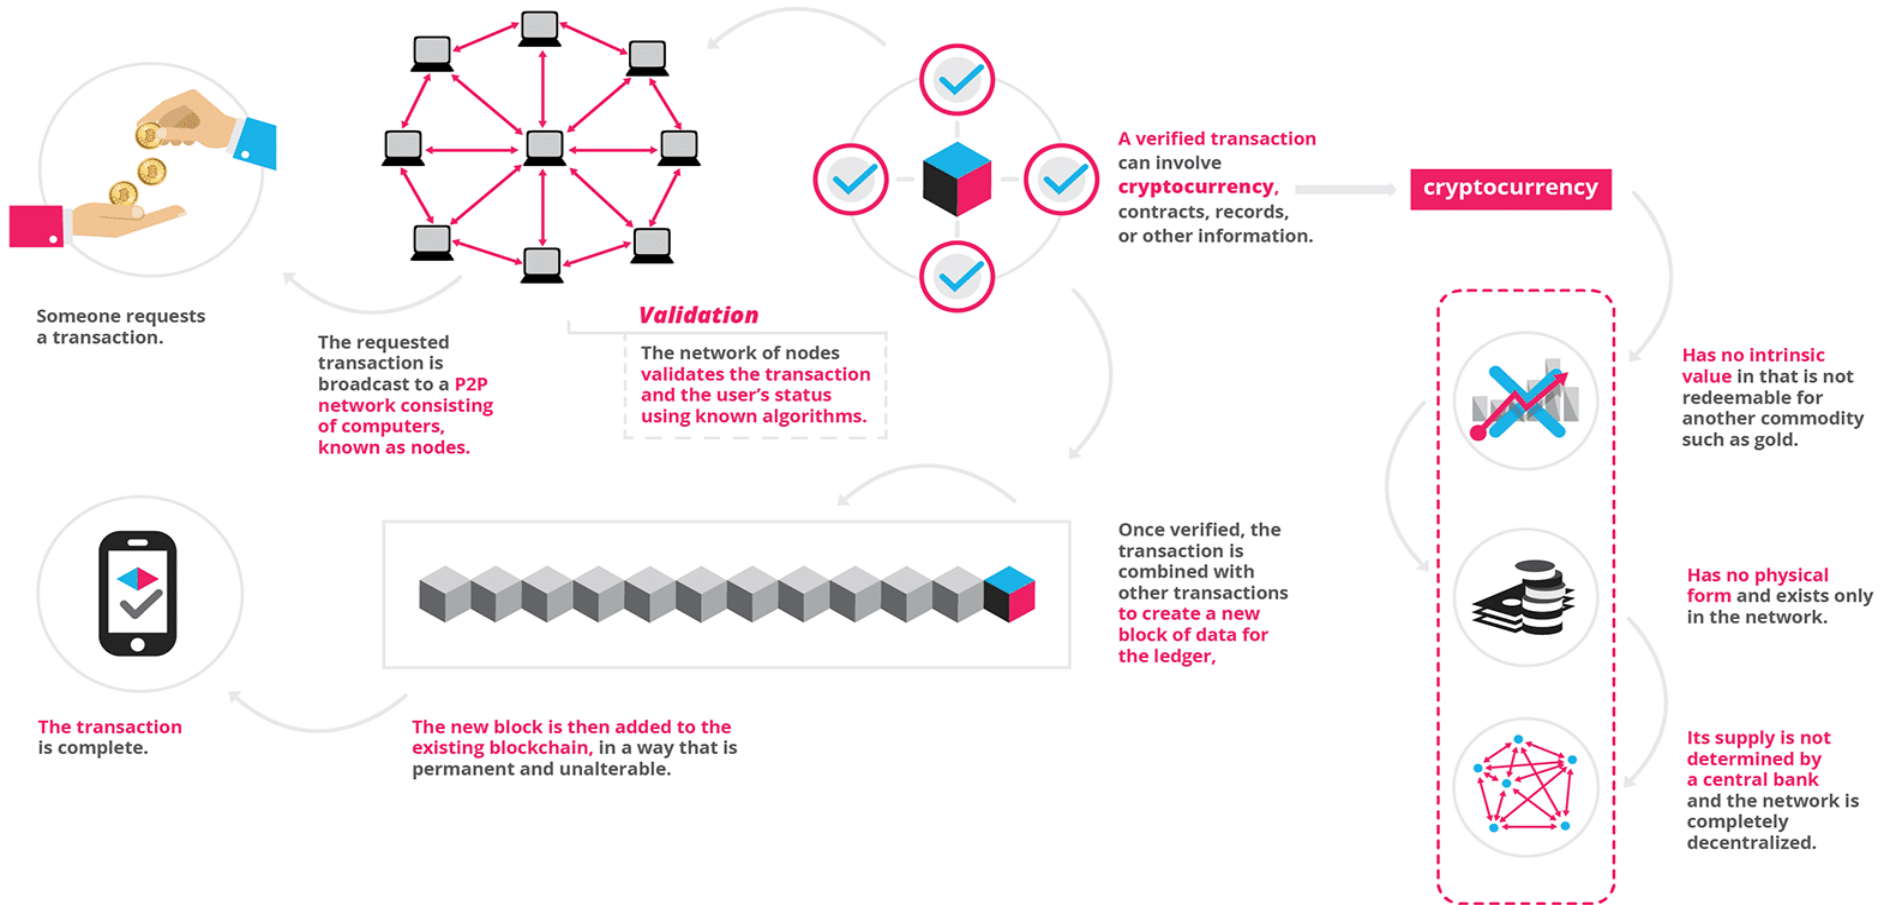 Someone requests
a transaction.
The requested
transaction is
broadcast to a P2P
network consisting
of computers,
known as nodes.
Validation
The network of nodes
validates the transaction
and the user's status
using known algorithms.
A verified transaction
can involve
cryptocurrency,
contracts, records,
or other information.
cryptocurrency
Has no intrinsic
value in that is not
redeemable for
another commodity
such as gold.
Has no physical
form and exists only
in the network.
Its supply is not
determined by
a central bank
and the network is
completely
decentralized.
Once verified, the
transaction is
combined with
other transactions
to create a new
block of data for
the ledger,
The new block is then added to the
existing blockchain, in a way that is
permanent and unalterable.
The transaction
is complete.